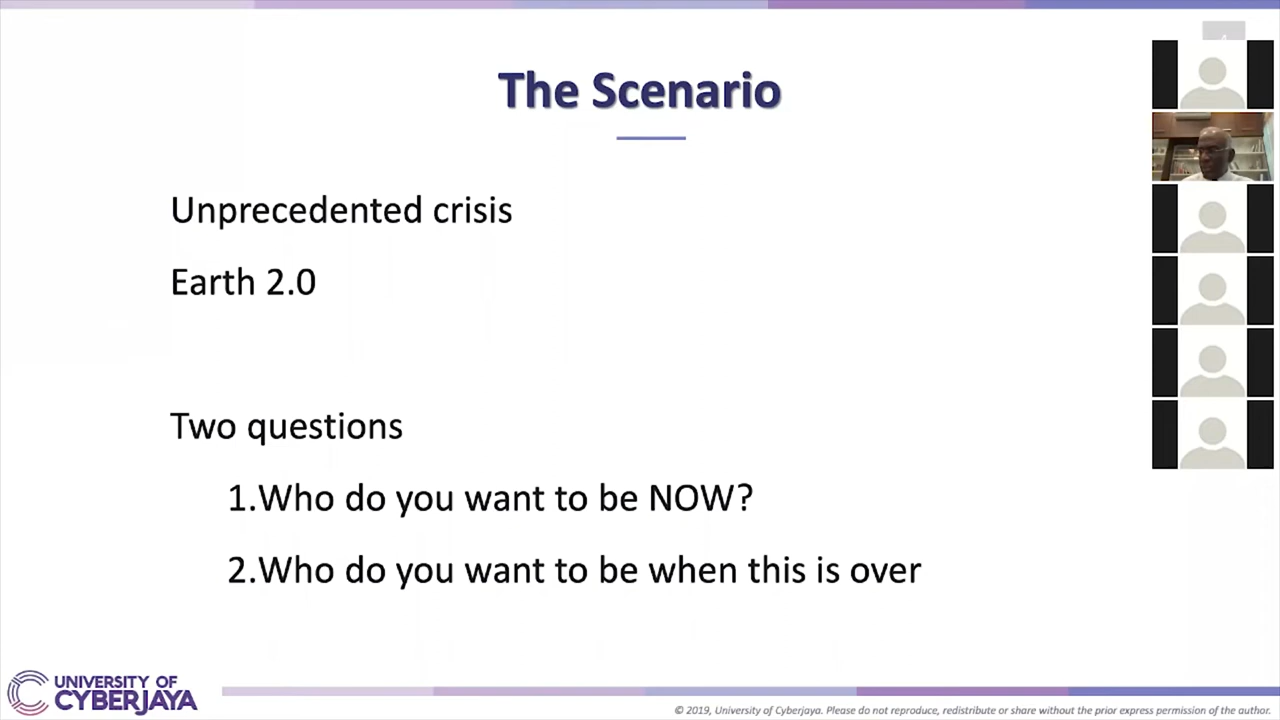 The Scenario
Unprecedented crisis
Earth 2.0
Two questions
1.Who do you want to be NOW?
2.Who do you want to be when this is over
UNIVERSITY OF
CYBERJAYA
© 2019, University of Cyberjaya. Please do not reproduce, redistribute or share without the prior express permission of the author.